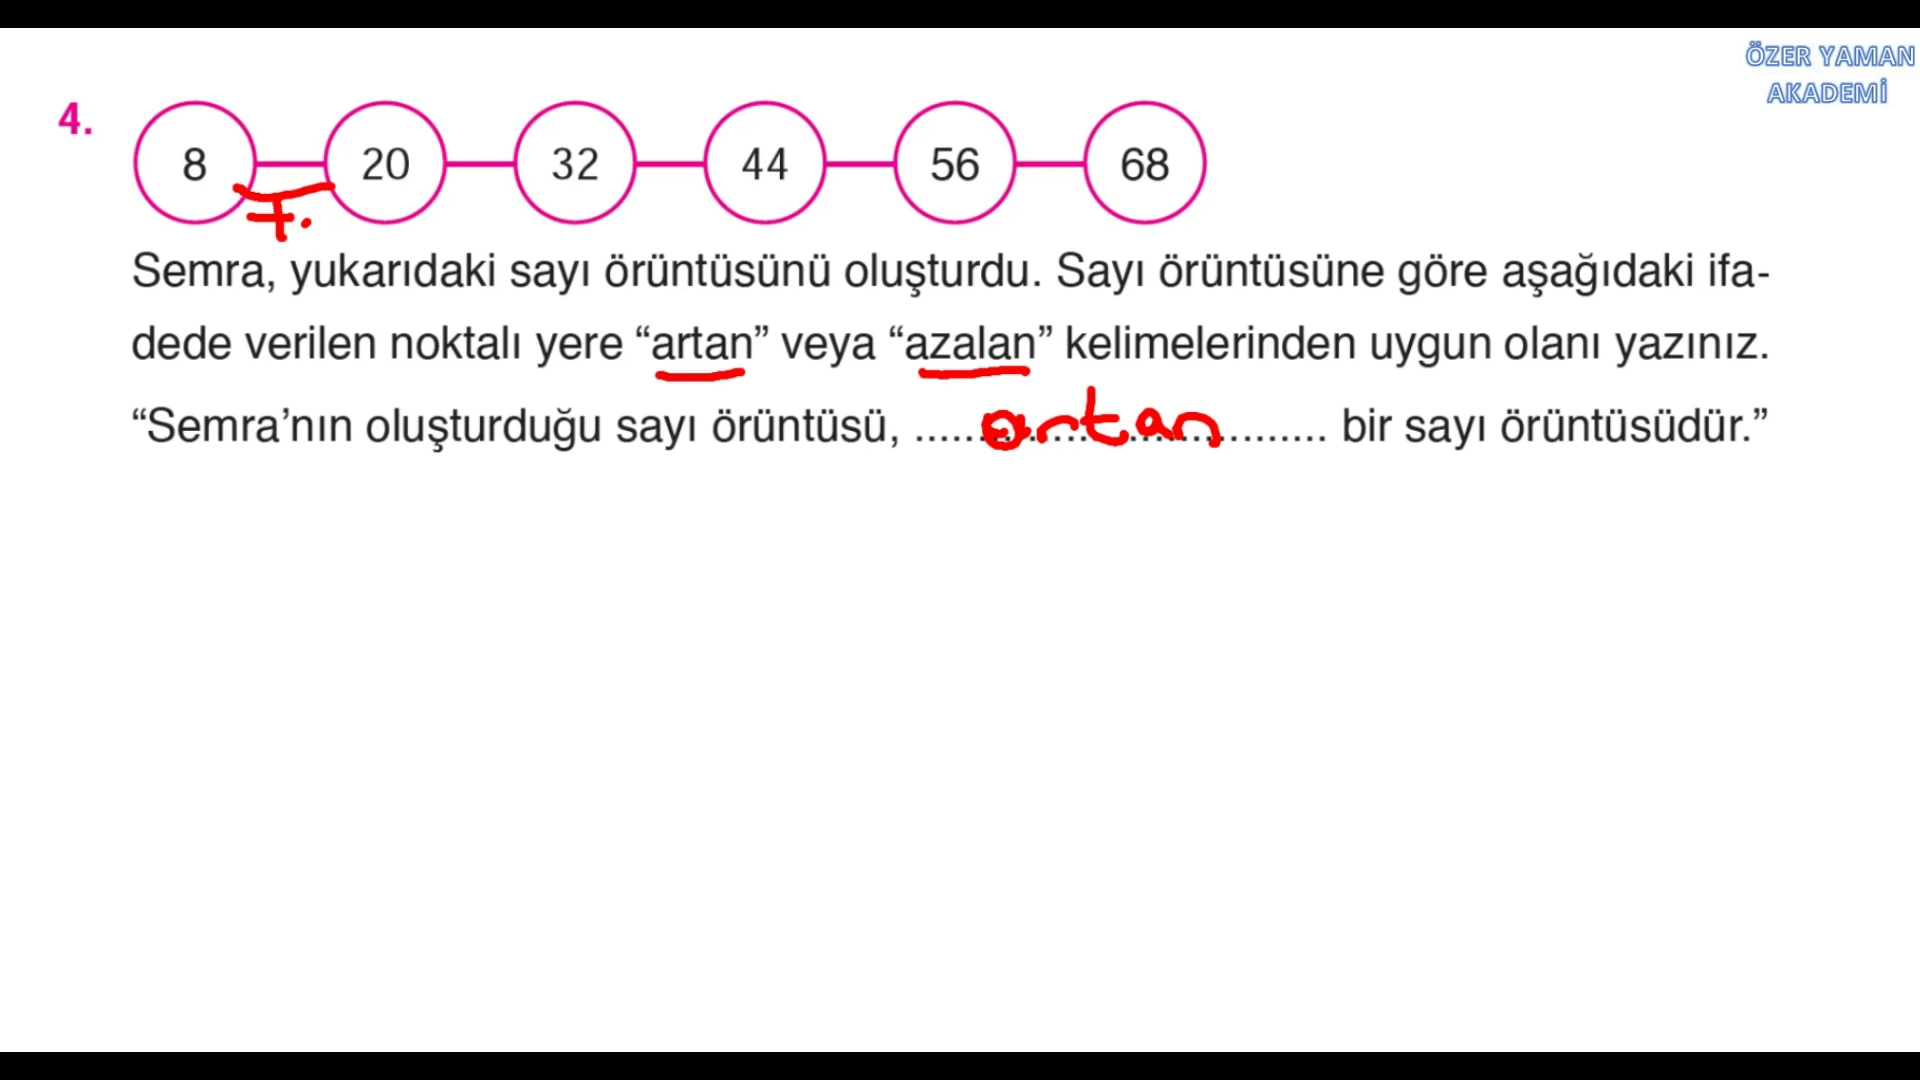 ÖZER YAMAN
AKADEMİ
4.
8 20 32 44 56 68
+.
Semra, yukarıdaki sayı örüntüsünü oluşturdu. Sayı örüntüsüne göre aşağıdaki ifa-
dede verilen noktalı yere “artan” veya “azalan” kelimelerinden uygun olanı yazınız.
“Semra’nın oluşturduğu sayı örüntüsü, ..... artan ....... bir sayı örüntüsüdür.”